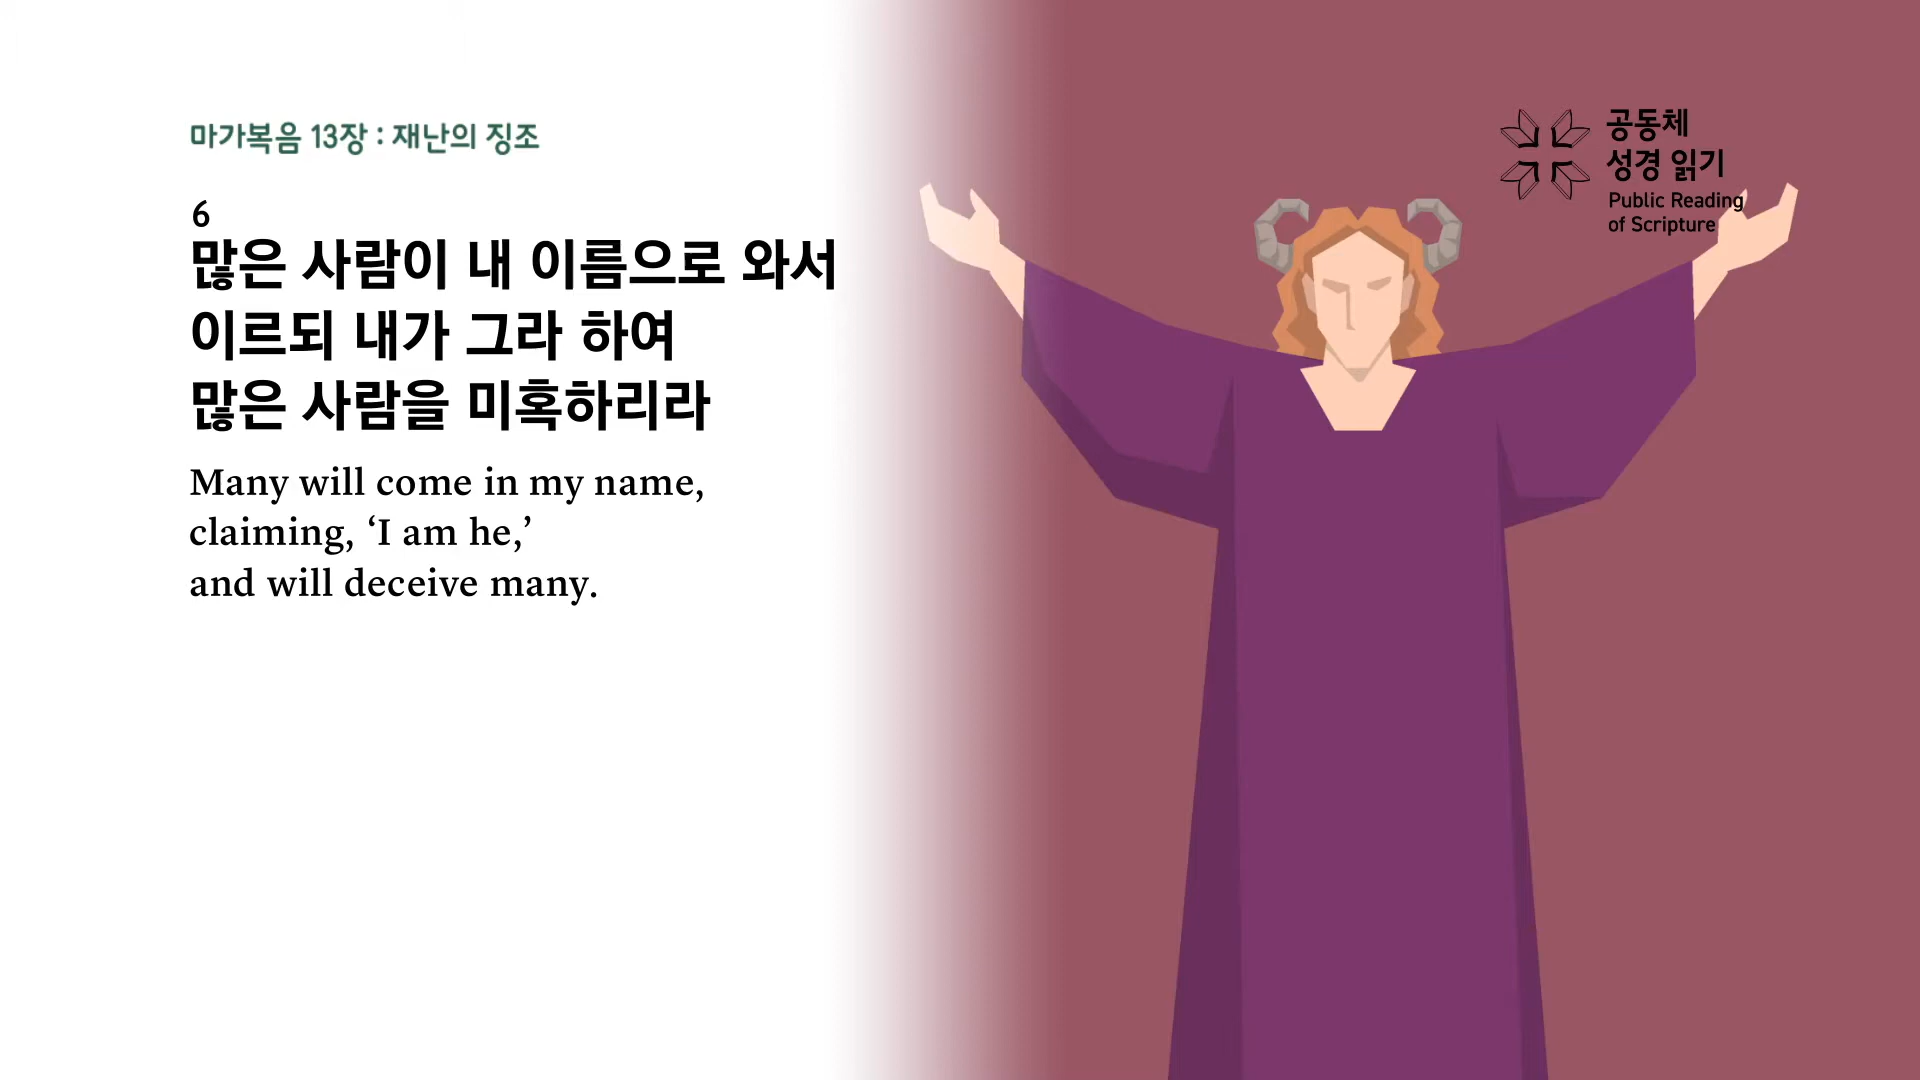 마가복음 13장 : 재난의 징조
6
많은 사람이 내 이름으로 와서
이르되 내가 그라 하여
많은 사람을 미혹하리라
Many will come in my name,
claiming, ‘I am he,’
and will deceive many.
공동체
성경 읽기
Public Reading
of Scripture